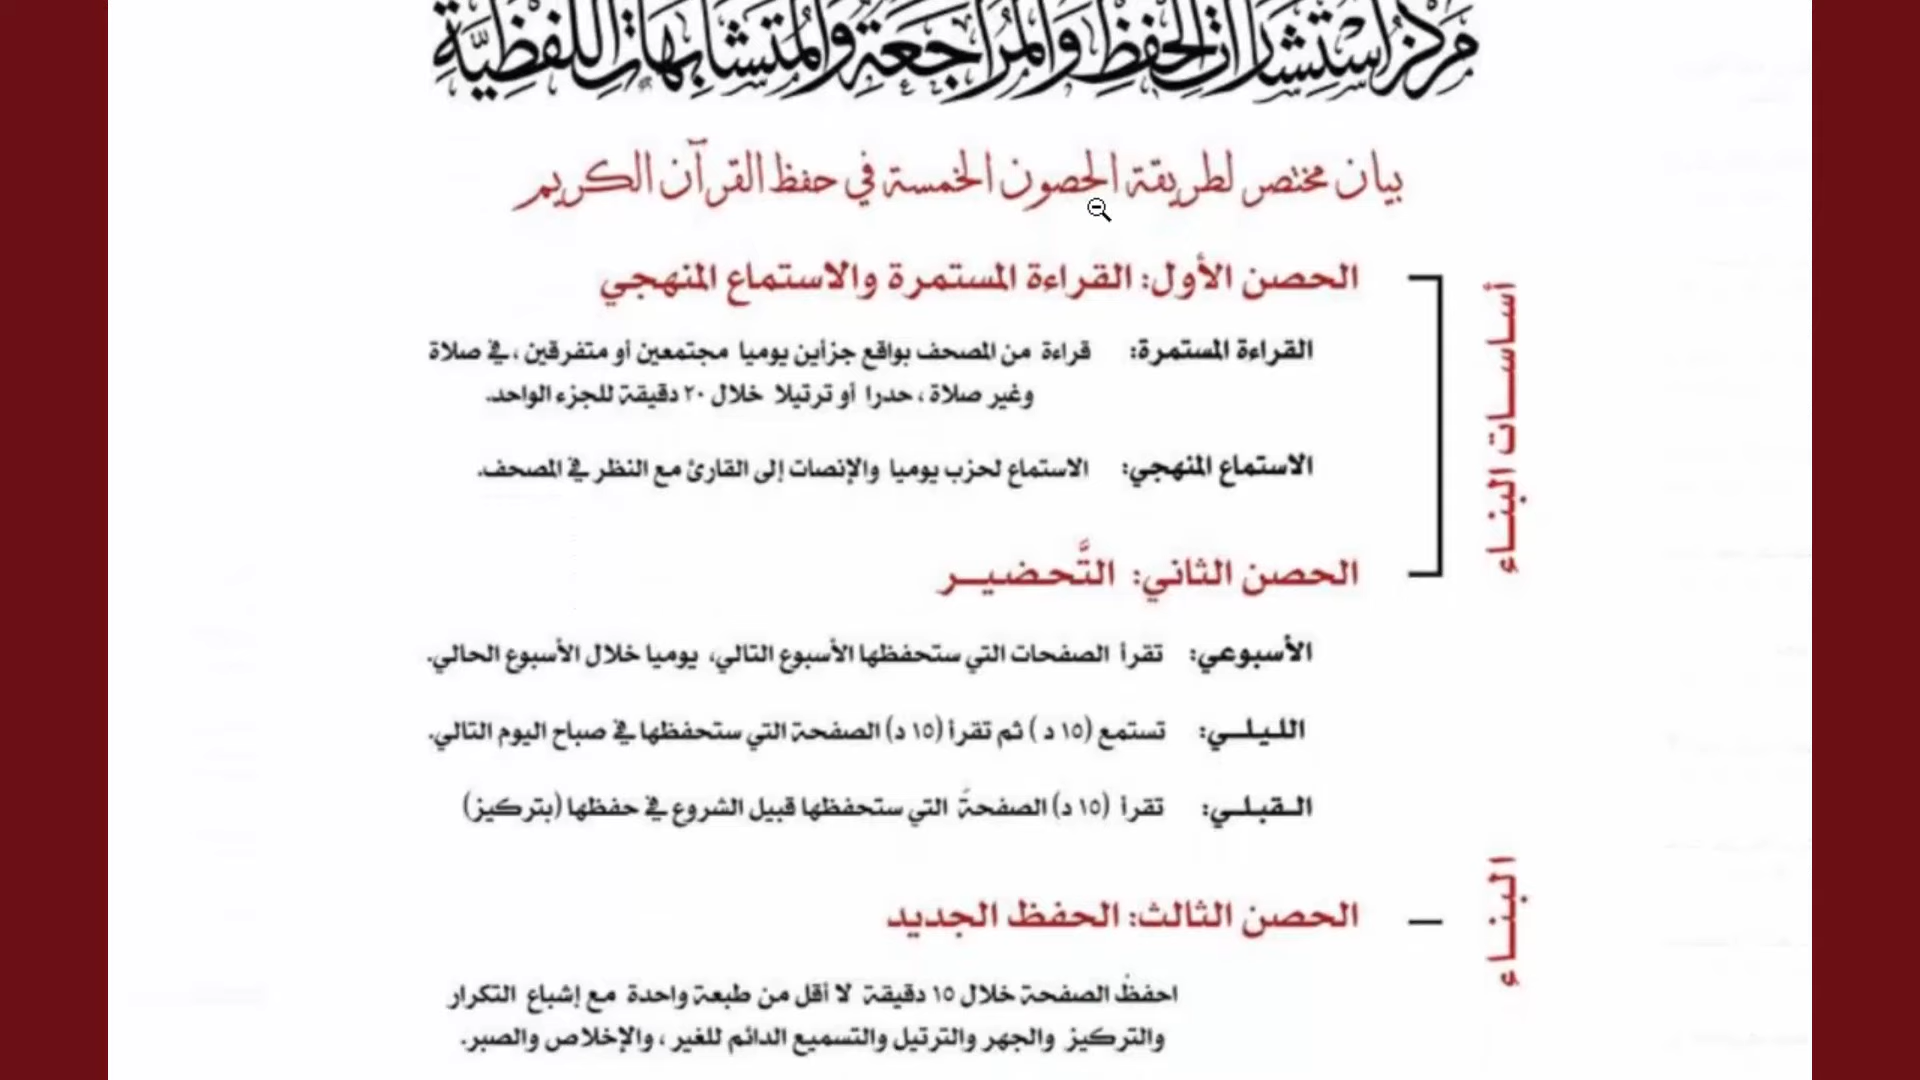 مركز استشارات الحفظ والمراجعة والمتشابهات اللفظية
بيان مختصر لطريقة الحصون الخمسة في حفظ القرآن الكريم
أساسات البناء
الحصن الأول: القراءة المستمرة والاستماع المنهجي
القراءة المستمرة: قراءة من المصحف بواقع جزأين يوميا مجتمعين أو متفرقين، في صلاة
وغير صلاة، حدرا أو ترتيلا خلال ٢٠ دقيقة للجزء الواحد.
الاستماع المنهجي: الاستماع لحزب يوميا والإنصات إلى القارئ مع النظر في المصحف.
الحصن الثاني: التَّحضيـر
الأسبوعي: تقرأ الصفحات التي ستحفظها الأسبوع التالي، يوميا خلال الأسبوع الحالي.
الليلـي: تستمع (١٥ د) ثم تقرأ (١٥ د) الصفحة التي ستحفظها في صباح اليوم التالي.
القبلـي: تقرأ (١٥ د) الصفحةَ التي ستحفظها قبيل الشروع في حفظها (بتركيز)
البنـاء
الحصن الثالث: الحفظ الجديد
احفظ الصفحة خلال ١٥ دقيقة لا أقل من طبعة واحدة مع إشباع التكرار
والتركيز والجهر والترتيل والتسميع الدائم للغير، والإخلاص والصبر.